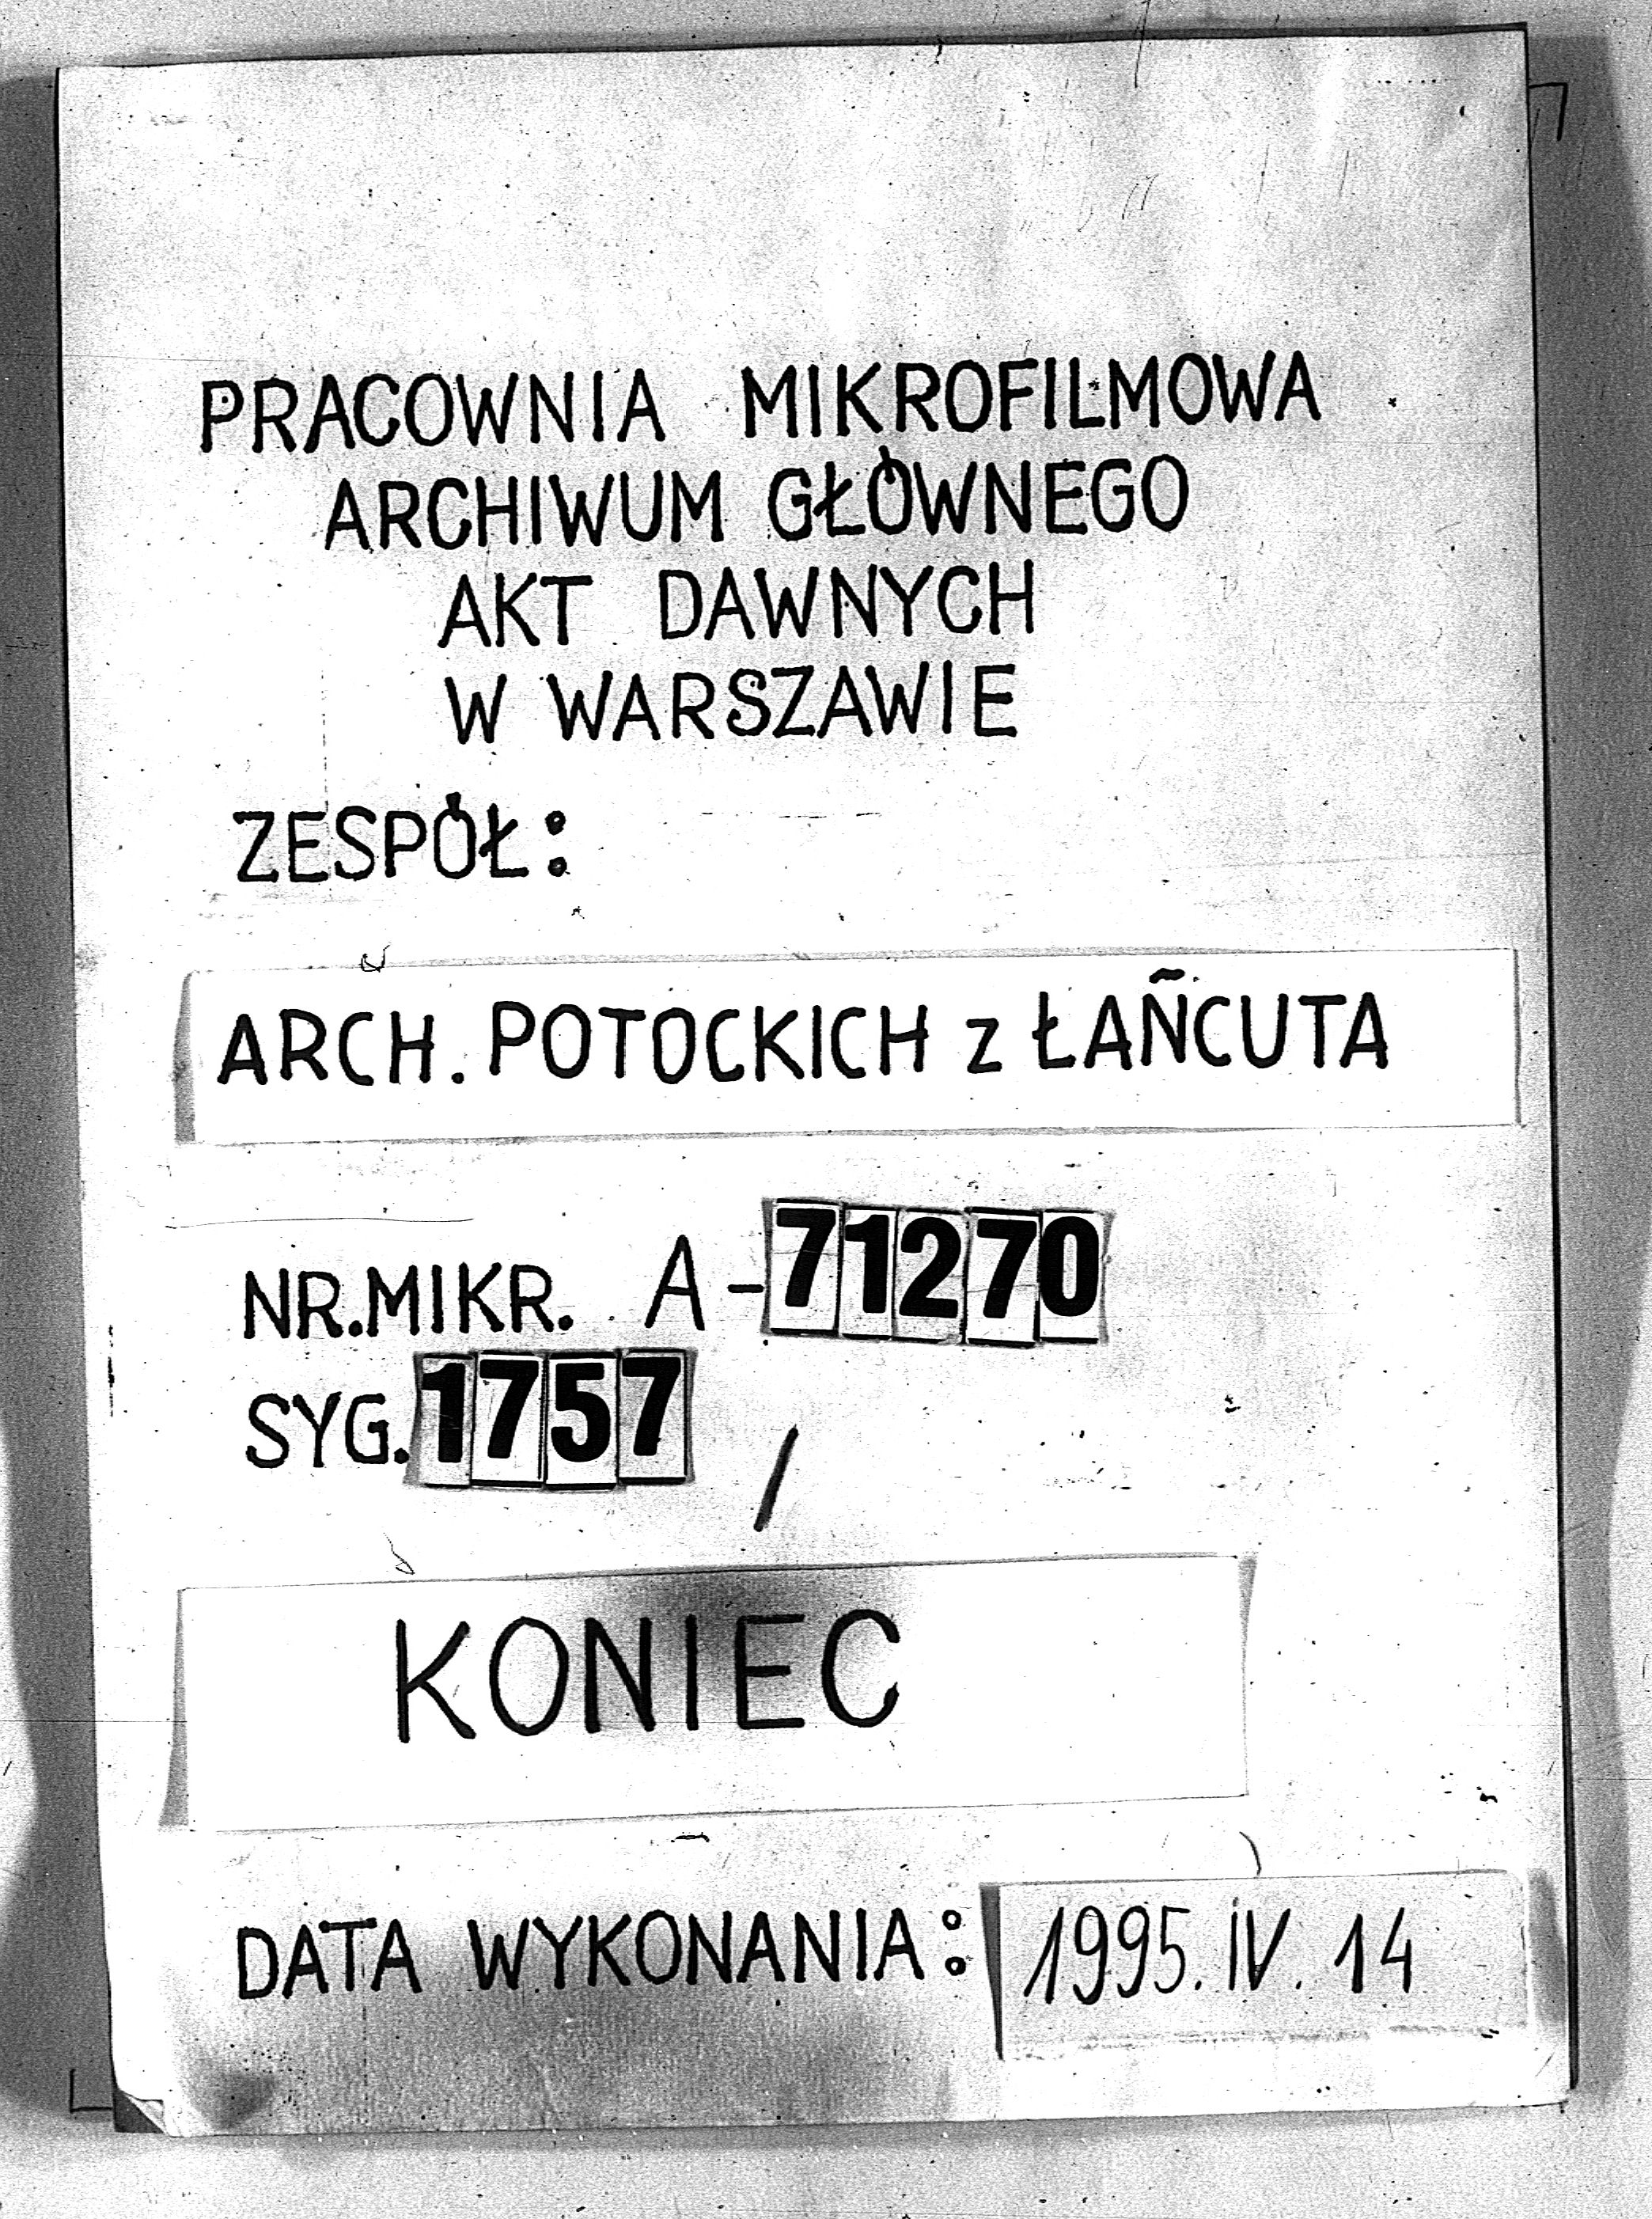 PRACOWNIA MIKROFILMOWA
ARCHIWUM GŁÓWNEGO
AKT DAWNYCH
W WARSZAWIE
ZESPÓŁ:
ARCH. POTOCKICH z ŁAÑCUTA
NR.MIKR. A-71270
SYG. 1757 /
KONIEC
DATA WYKONANIA: 1995. IV. 14